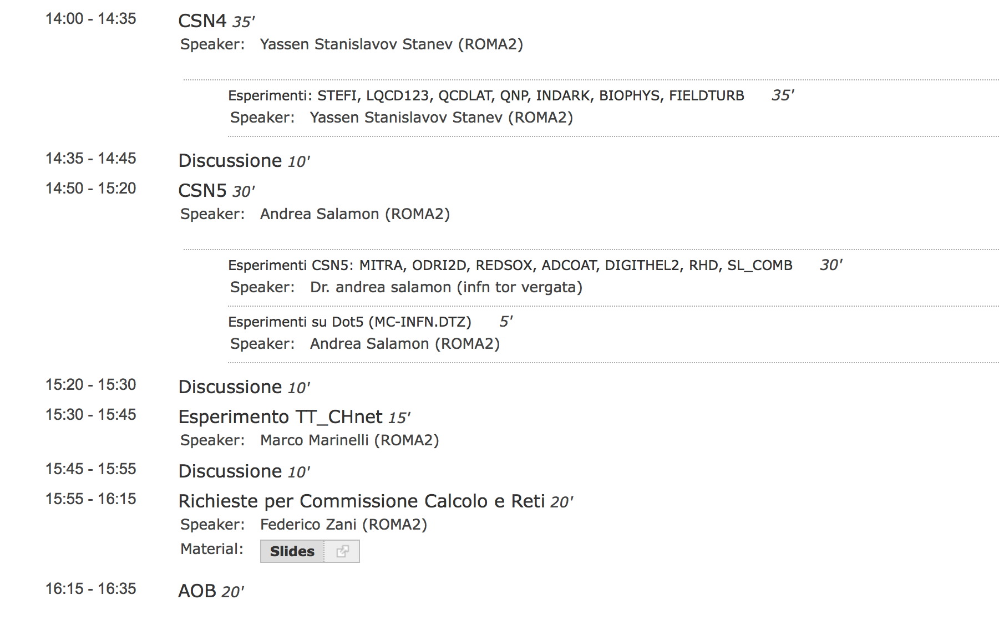 14:00 - 14:35 CSN4 35'
Speaker: Yassen Stanislavov Stanev (ROMA2)
Esperimenti: STEFI, LQCD123, QCDLAT, QNP, INDARK, BIOPHYS, FIELDTURB 35'
Speaker: Yassen Stanislavov Stanev (ROMA2)
14:35 - 14:45 Discussione 10'
14:50 - 15:20 CSN5 30'
Speaker: Andrea Salamon (ROMA2)
Esperimenti CSN5: MITRA, ODRI2D, REDSOX, ADCOAT, DIGITHEL2, RHD, SL_COMB 30'
Speaker: Dr. andrea salamon (infn tor vergata)
Esperimenti su Dot5 (MC-INFN.DTZ) 5'
Speaker: Andrea Salamon (ROMA2)
15:20 - 15:30 Discussione 10'
15:30 - 15:45 Esperimento TT_CHnet 15'
Speaker: Marco Marinelli (ROMA2)
15:45 - 15:55 Discussione 10'
15:55 - 16:15 Richieste per Commissione Calcolo e Reti 20'
Speaker: Federico Zani (ROMA2)
Material: Slides
16:15 - 16:35 AOB 20'